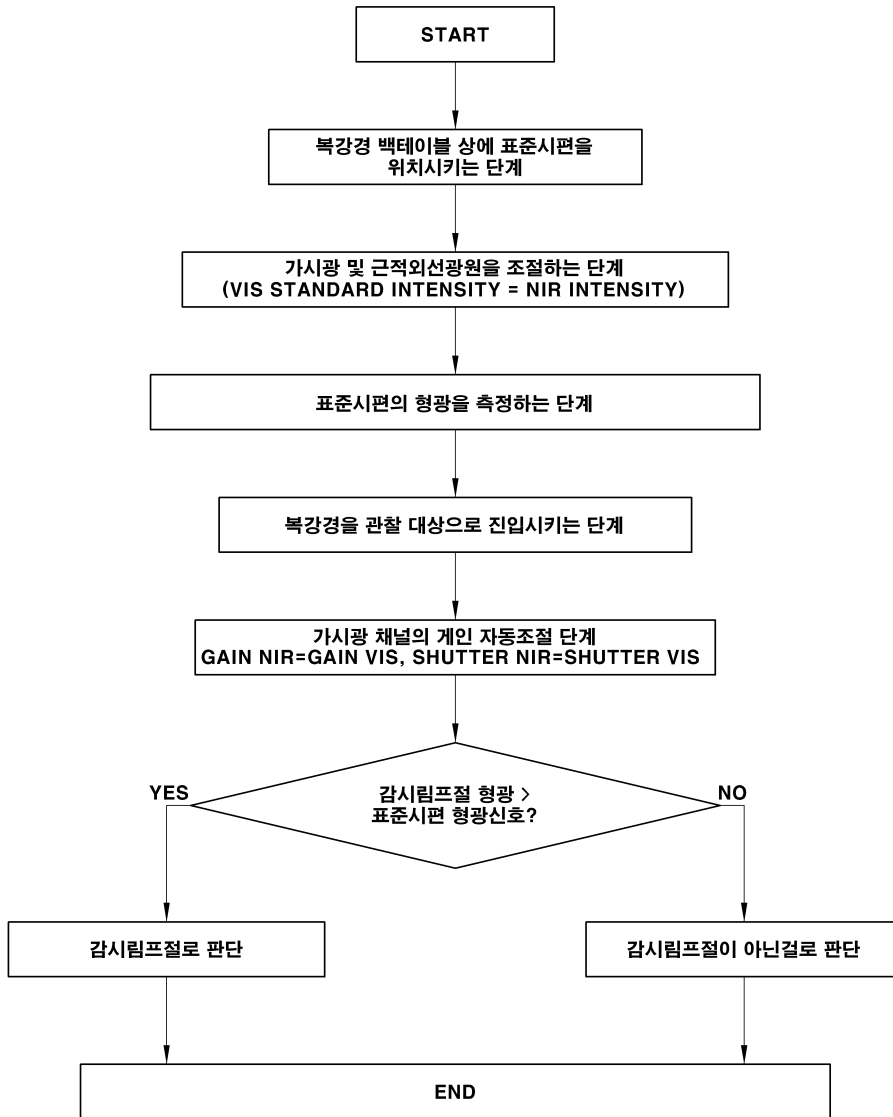 START
복강경 백테이블 상에 표준시편을
위치시키는 단계
가시광 및 근적외선광원을 조절하는 단계
(VIS STANDARD INTENSITY = NIR INTENSITY)
표준시편의 형광을 측정하는 단계
복강경을 관찰 대상으로 진입시키는 단계
가시광 채널의 게인 자동조절 단계
GAIN NIR=GAIN VIS, SHUTTER NIR=SHUTTER VIS
감시림프절 형광 >
표준시편 형광신호?
YES
NO
감시림프절로 판단
감시림프절이 아닌걸로 판단
END